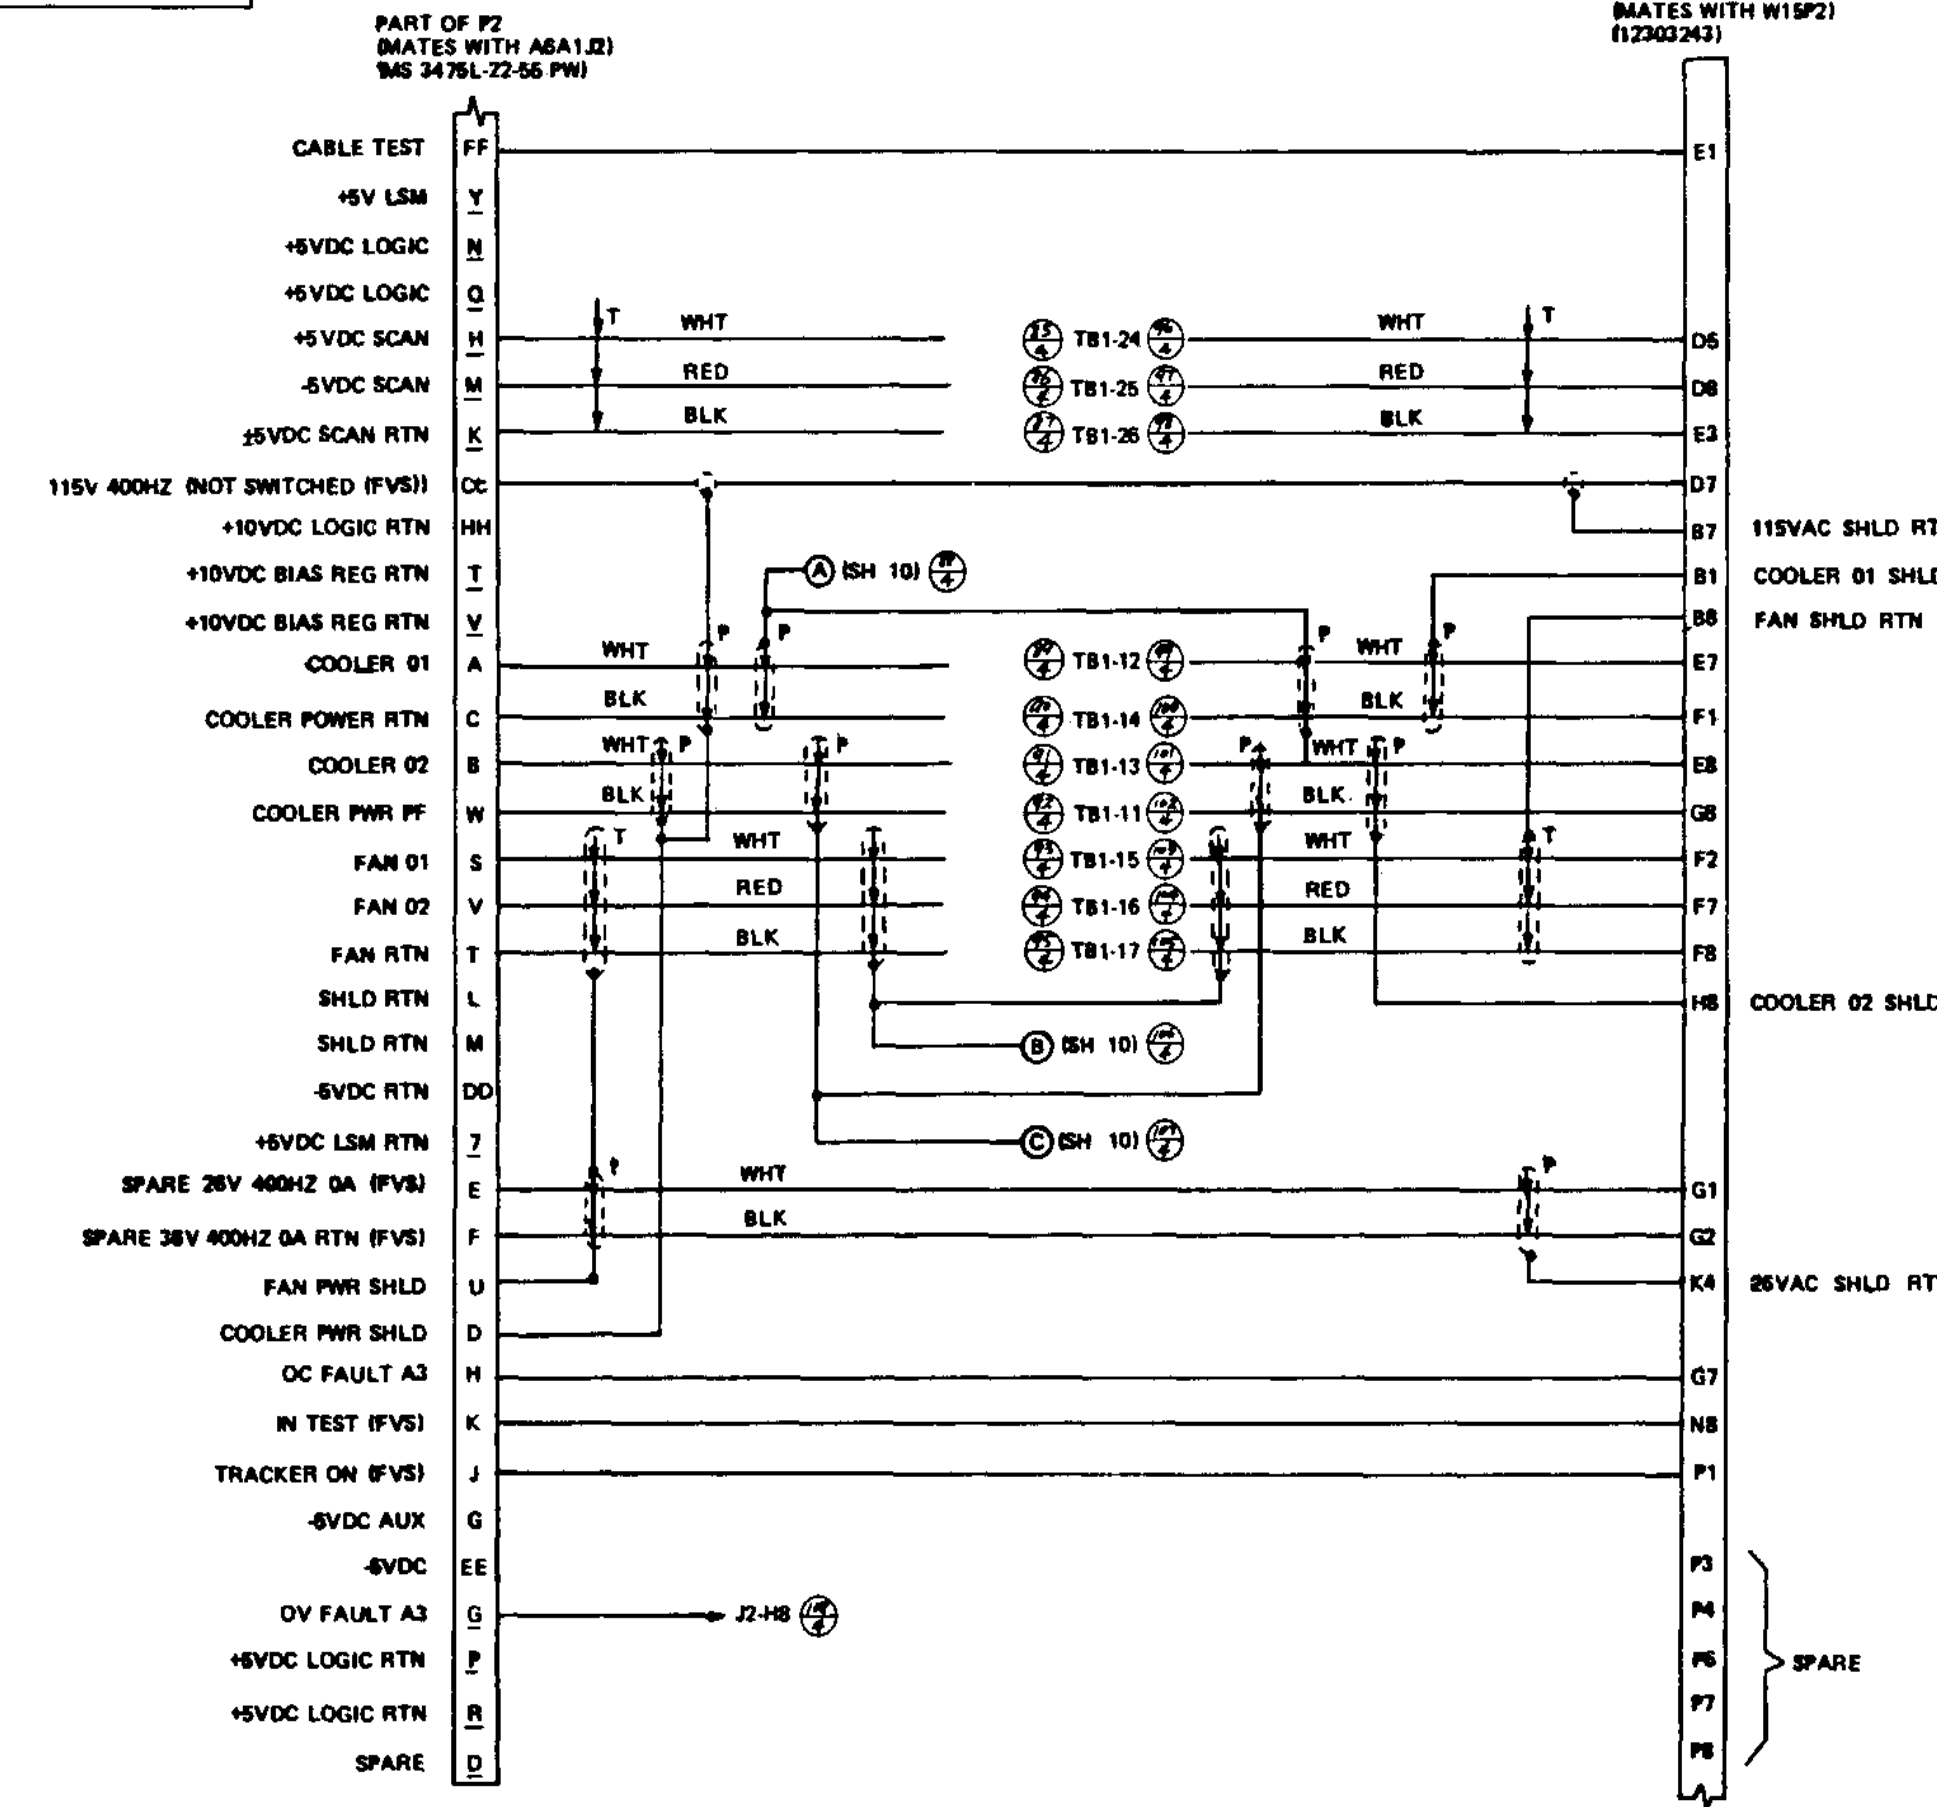 PART OF P2
(MATES WITH A6A1J2)
(MS 3475L-22-55 PW)
(MATES WITH W15P2)
(12303243)
CABLE TEST FF E1
+5V LSM Y
+5VDC LOGIC N
+5VDC LOGIC Q
T WHT WHT T
+5VDC SCAN H TB1-24 D5
RED RED
-5VDC SCAN M TB1-25 D8
BLK BLK
±5VDC SCAN RTN K TB1-26 E3
115V 400HZ (NOT SWITCHED (FVS)) D7
+10VDC LOGIC RTN HH B7 115VAC SHLD RT
+10VDC BIAS REG RTN T A (SH 10) B1 COOLER 01 SHLD
+10VDC BIAS REG RTN V FAN SHLD RTN
P P P P
WHT WHT
COOLER 01 A TB1-12 E7
BLK BLK
COOLER POWER RTN C TB1-14 F1
WHT P P P WHT P
COOLER 02 B TB1-13 E8
BLK BLK
COOLER PWR PF W TB1-11 G8
T WHT WHT T
FAN 01 S TB1-15 F2
RED RED
FAN 02 V TB1-16 F7
BLK BLK
FAN RTN T TB1-17 F8
SHLD RTN L COOLER 02 SHLD
SHLD RTN M B (SH 10)
-5VDC RTN DD
+5VDC LSM RTN C (SH 10)
P WHT P
SPARE 26V 400HZ 0A (FVS) E G1
BLK
SPARE 400HZ 0A RTN (FVS) F G2
FAN PWR SHLD U K4 26VAC SHLD RT
COOLER PWR SHLD D
OC FAULT A3 H G7
IN TEST (FVS) K N8
TRACKER ON (FVS) J P1
-5VDC AUX G
EE P3
OV FAULT A3 G J2-H8 P4
+5VDC LOGIC RTN P SPARE
+5VDC LOGIC RTN R P7
SPARE D